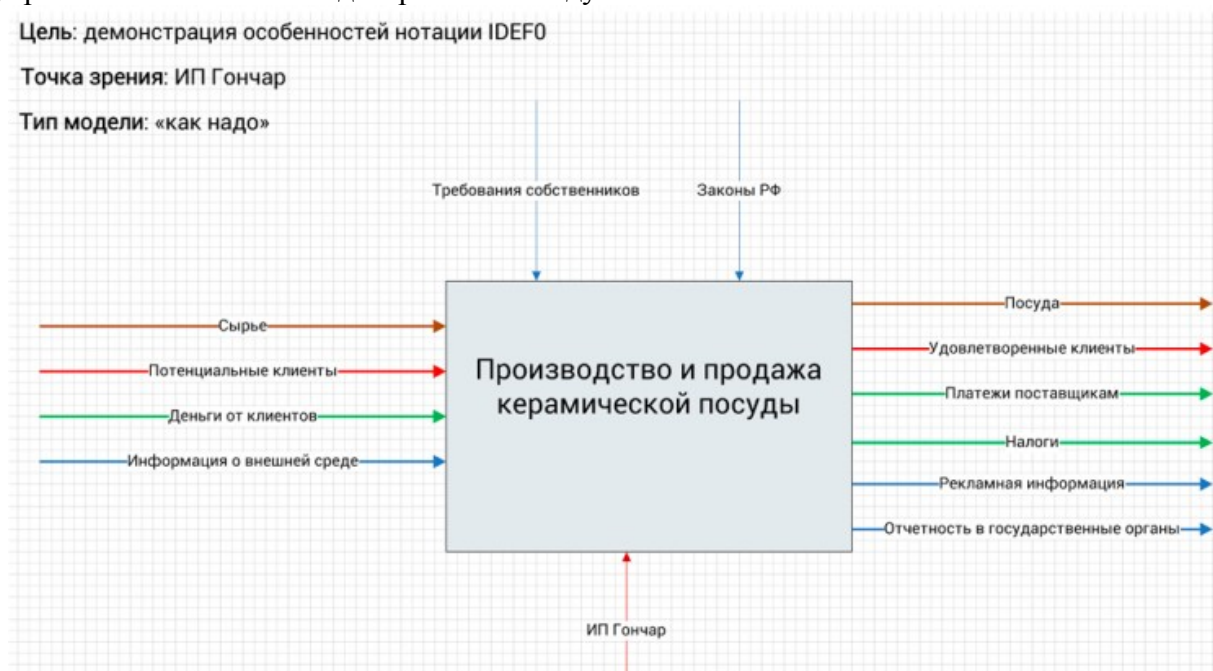 Цель: демонстрация особенностей нотации IDEF0
Точка зрения: ИП Гончар
Тип модели: «как надо»
Требования собственников
Законы РФ
Сырье
Потенциальные клиенты
Деньги от клиентов
Информация о внешней среде
Производство и продажа
керамической посуды
Посуда
Удовлетворенные клиенты
Платежи поставщикам
Налоги
Рекламная информация
Отчетность в государственные органы
ИП Гончар